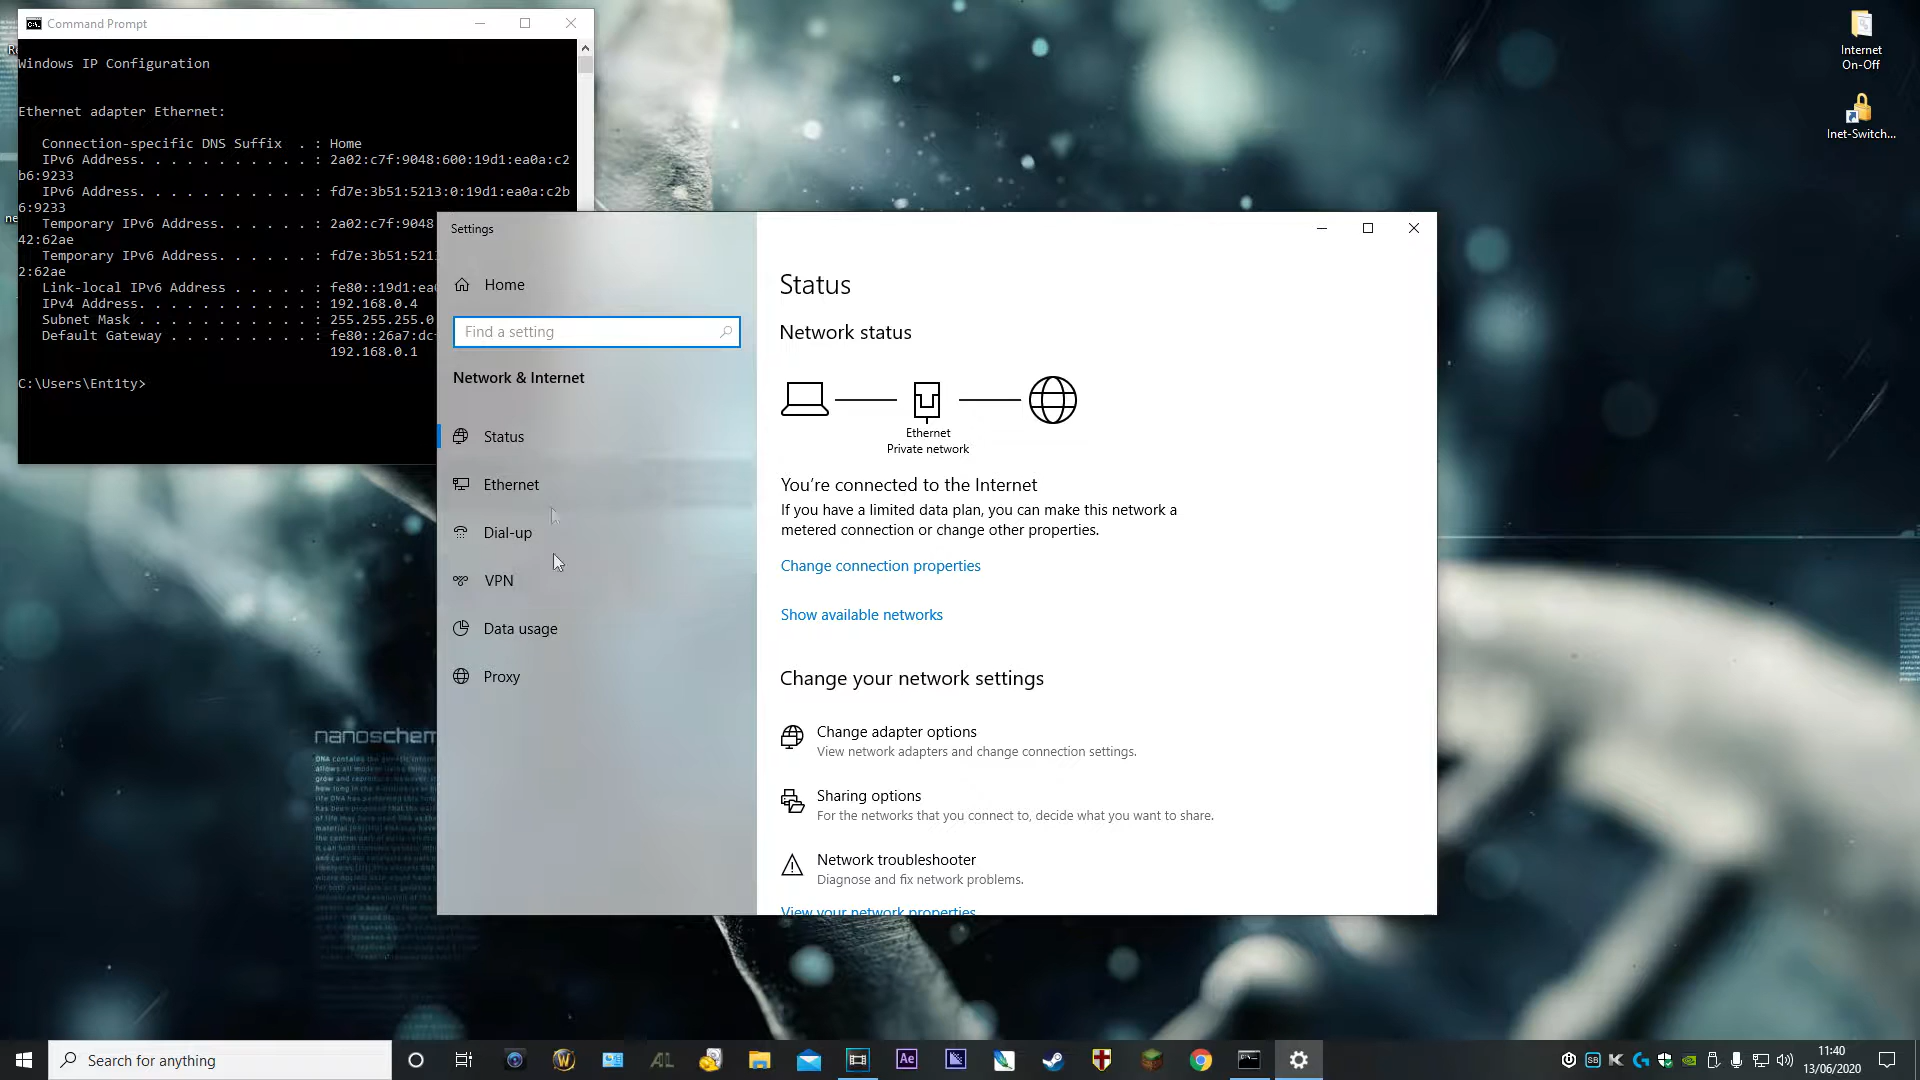 Command Prompt
Windows IP Configuration
Ethernet adapter Ethernet:
Connection-specific DNS Suffix  . : Home
IPv6 Address. . . . . . . . . . . : 2a02:c7f:9048:600:19d1:ea0a:c2
b6:9233
IPv6 Address. . . . . . . . . . . : fd7e:3b51:5213:0:19d1:ea0a:c2b
6:9233
Temporary IPv6 Address. . . . . . : 2a02:c7f:9048
42:62ae
Temporary IPv6 Address. . . . . . : fd7e:3b51:521
2:62ae
Link-local IPv6 Address . . . . . : fe80::19d1:ea
IPv4 Address. . . . . . . . . . . : 192.168.0.4
Subnet Mask . . . . . . . . . . . : 255.255.255.0
Default Gateway . . . . . . . . . : fe80::26a7:dc
192.168.0.1
C:\Users\Ent1ty>
Internet
On-Off
Inet-Switch...
Settings
Home
Find a setting
Network & Internet
Status
Ethernet
Dial-up
VPN
Data usage
Proxy
Status
Network status
Ethernet
Private network
You're connected to the Internet
If you have a limited data plan, you can make this network a
metered connection or change other properties.
Change connection properties
Show available networks
Change your network settings
Change adapter options
View network adapters and change connection settings.
Sharing options
For the networks that you connect to, decide what you want to share.
Network troubleshooter
Diagnose and fix network problems.
View your network properties
nanoschem
Search for anything
AL
Ae
SB
11:40
13/06/2020